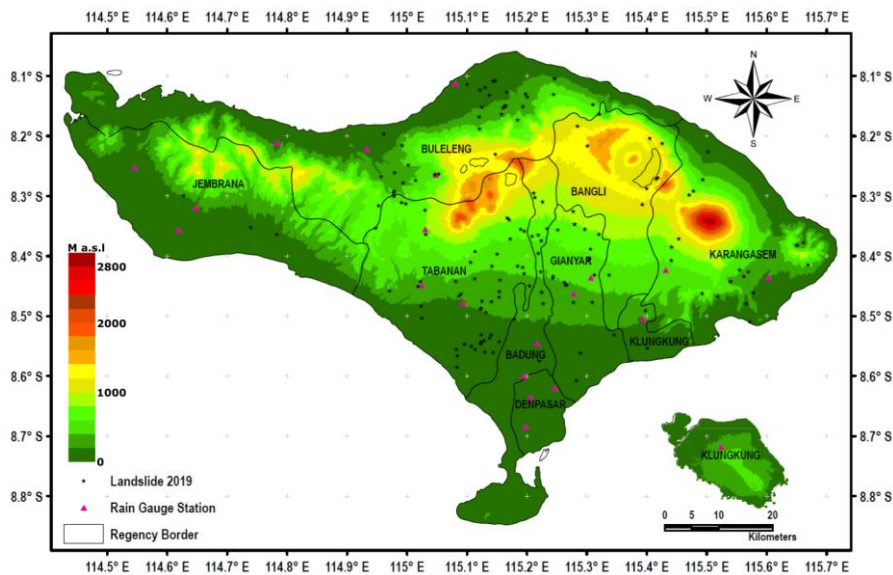 114.5° E 114.6° E 114.7° E 114.8° E 114.9° E 115.0° E 115.1° E 115.2° E 115.3° E 115.4° E 115.5° E 115.6° E 115.7° E
N
W E
S
8.1° S 8.1° S
8.2° S 8.2° S
BULELENG
JEMBRANA
BANGLI
8.3° S 8.3° S
8.4° S 8.4° S
M a.s.l
2800
2000
1000
0
GIANYAR
KARANGASEM
TABANAN
8.5° S 8.5° S
KLUNGKUNG
BADUNG
8.6° S 8.6° S
DENPASAR
8.7° S 8.7° S
KLUNGKUNG
Landslide 2019
8.8° S 8.8° S
Rain Gauge Station
Regency Border
0 5 10 20
Kilometers
114.5° E 114.6° E 114.7° E 114.8° E 114.9° E 115.0° E 115.1° E 115.2° E 115.3° E 115.4° E 115.5° E 115.6° E 115.7° E